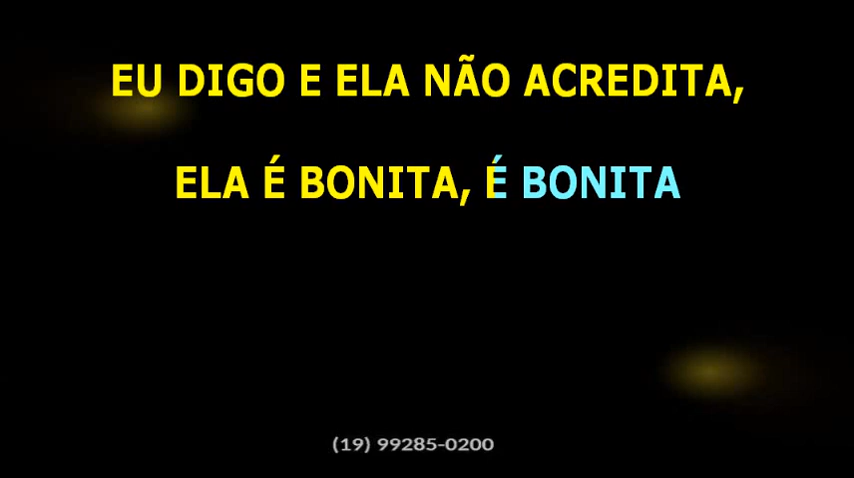 EU DIGO E ELA NÃO ACREDITA,
ELA É BONITA, É BONITA
(19) 99285-0200